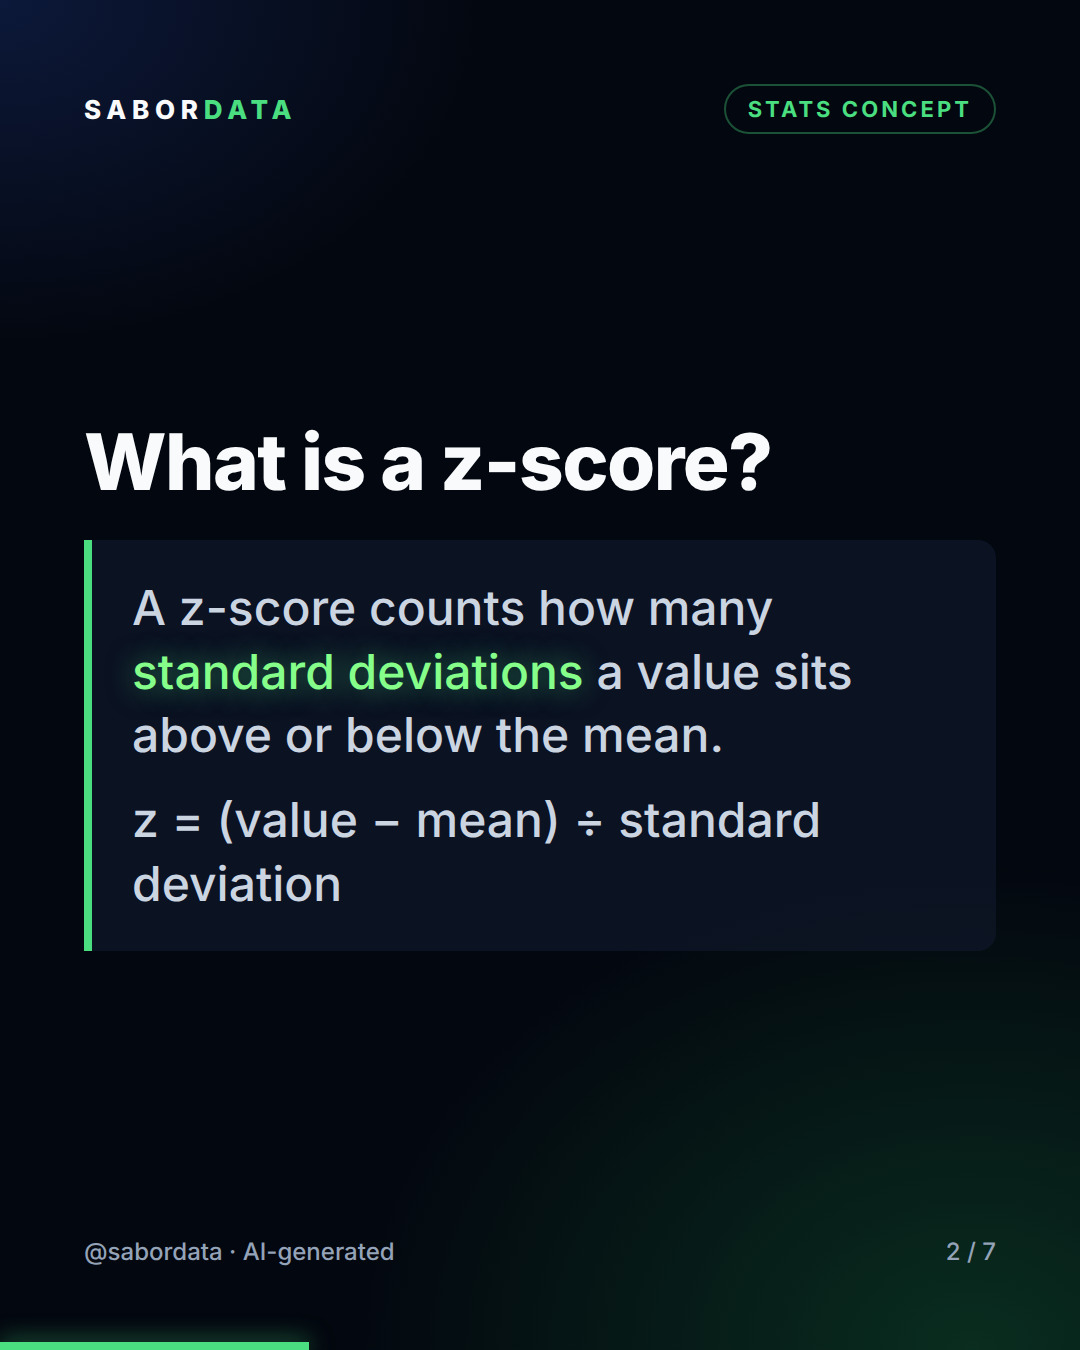 SABORDATA
STATS CONCEPT
What is a z-score?
A z-score counts how many
standard deviations a value sits
above or below the mean.
z = (value − mean) ÷ standard
deviation
@sabordata · AI-generated
2 / 7